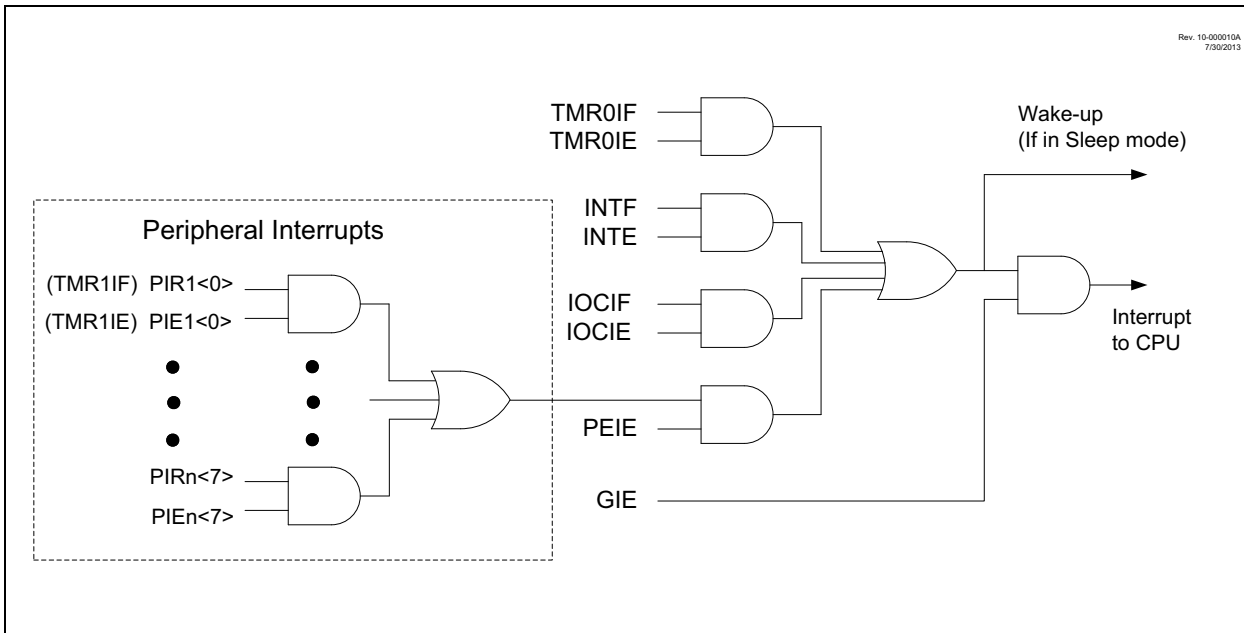 Rev. 10-000010A
7/30/2013
TMR0IF
TMR0IE
Wake-up
(If in Sleep mode)
INTF
INTE
Peripheral Interrupts
(TMR1IF) PIR1<0>
(TMR1IE) PIE1<0>
IOCIF
IOCIE
Interrupt
to CPU
PEIE
PIRn<7>
PIEn<7>
GIE